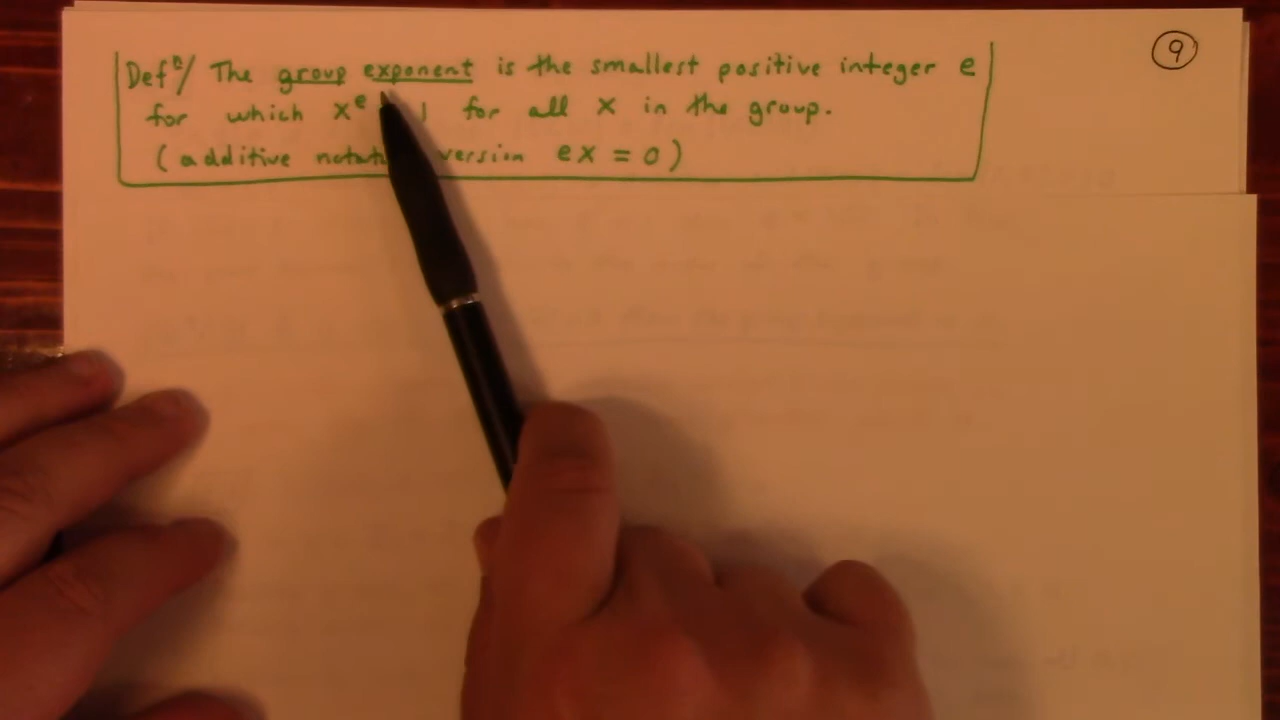 9
Defⁿ/ The group exponent is the smallest positive integer e
for which xᵉ 1 for all x in the group.
(additive version ex = 0)